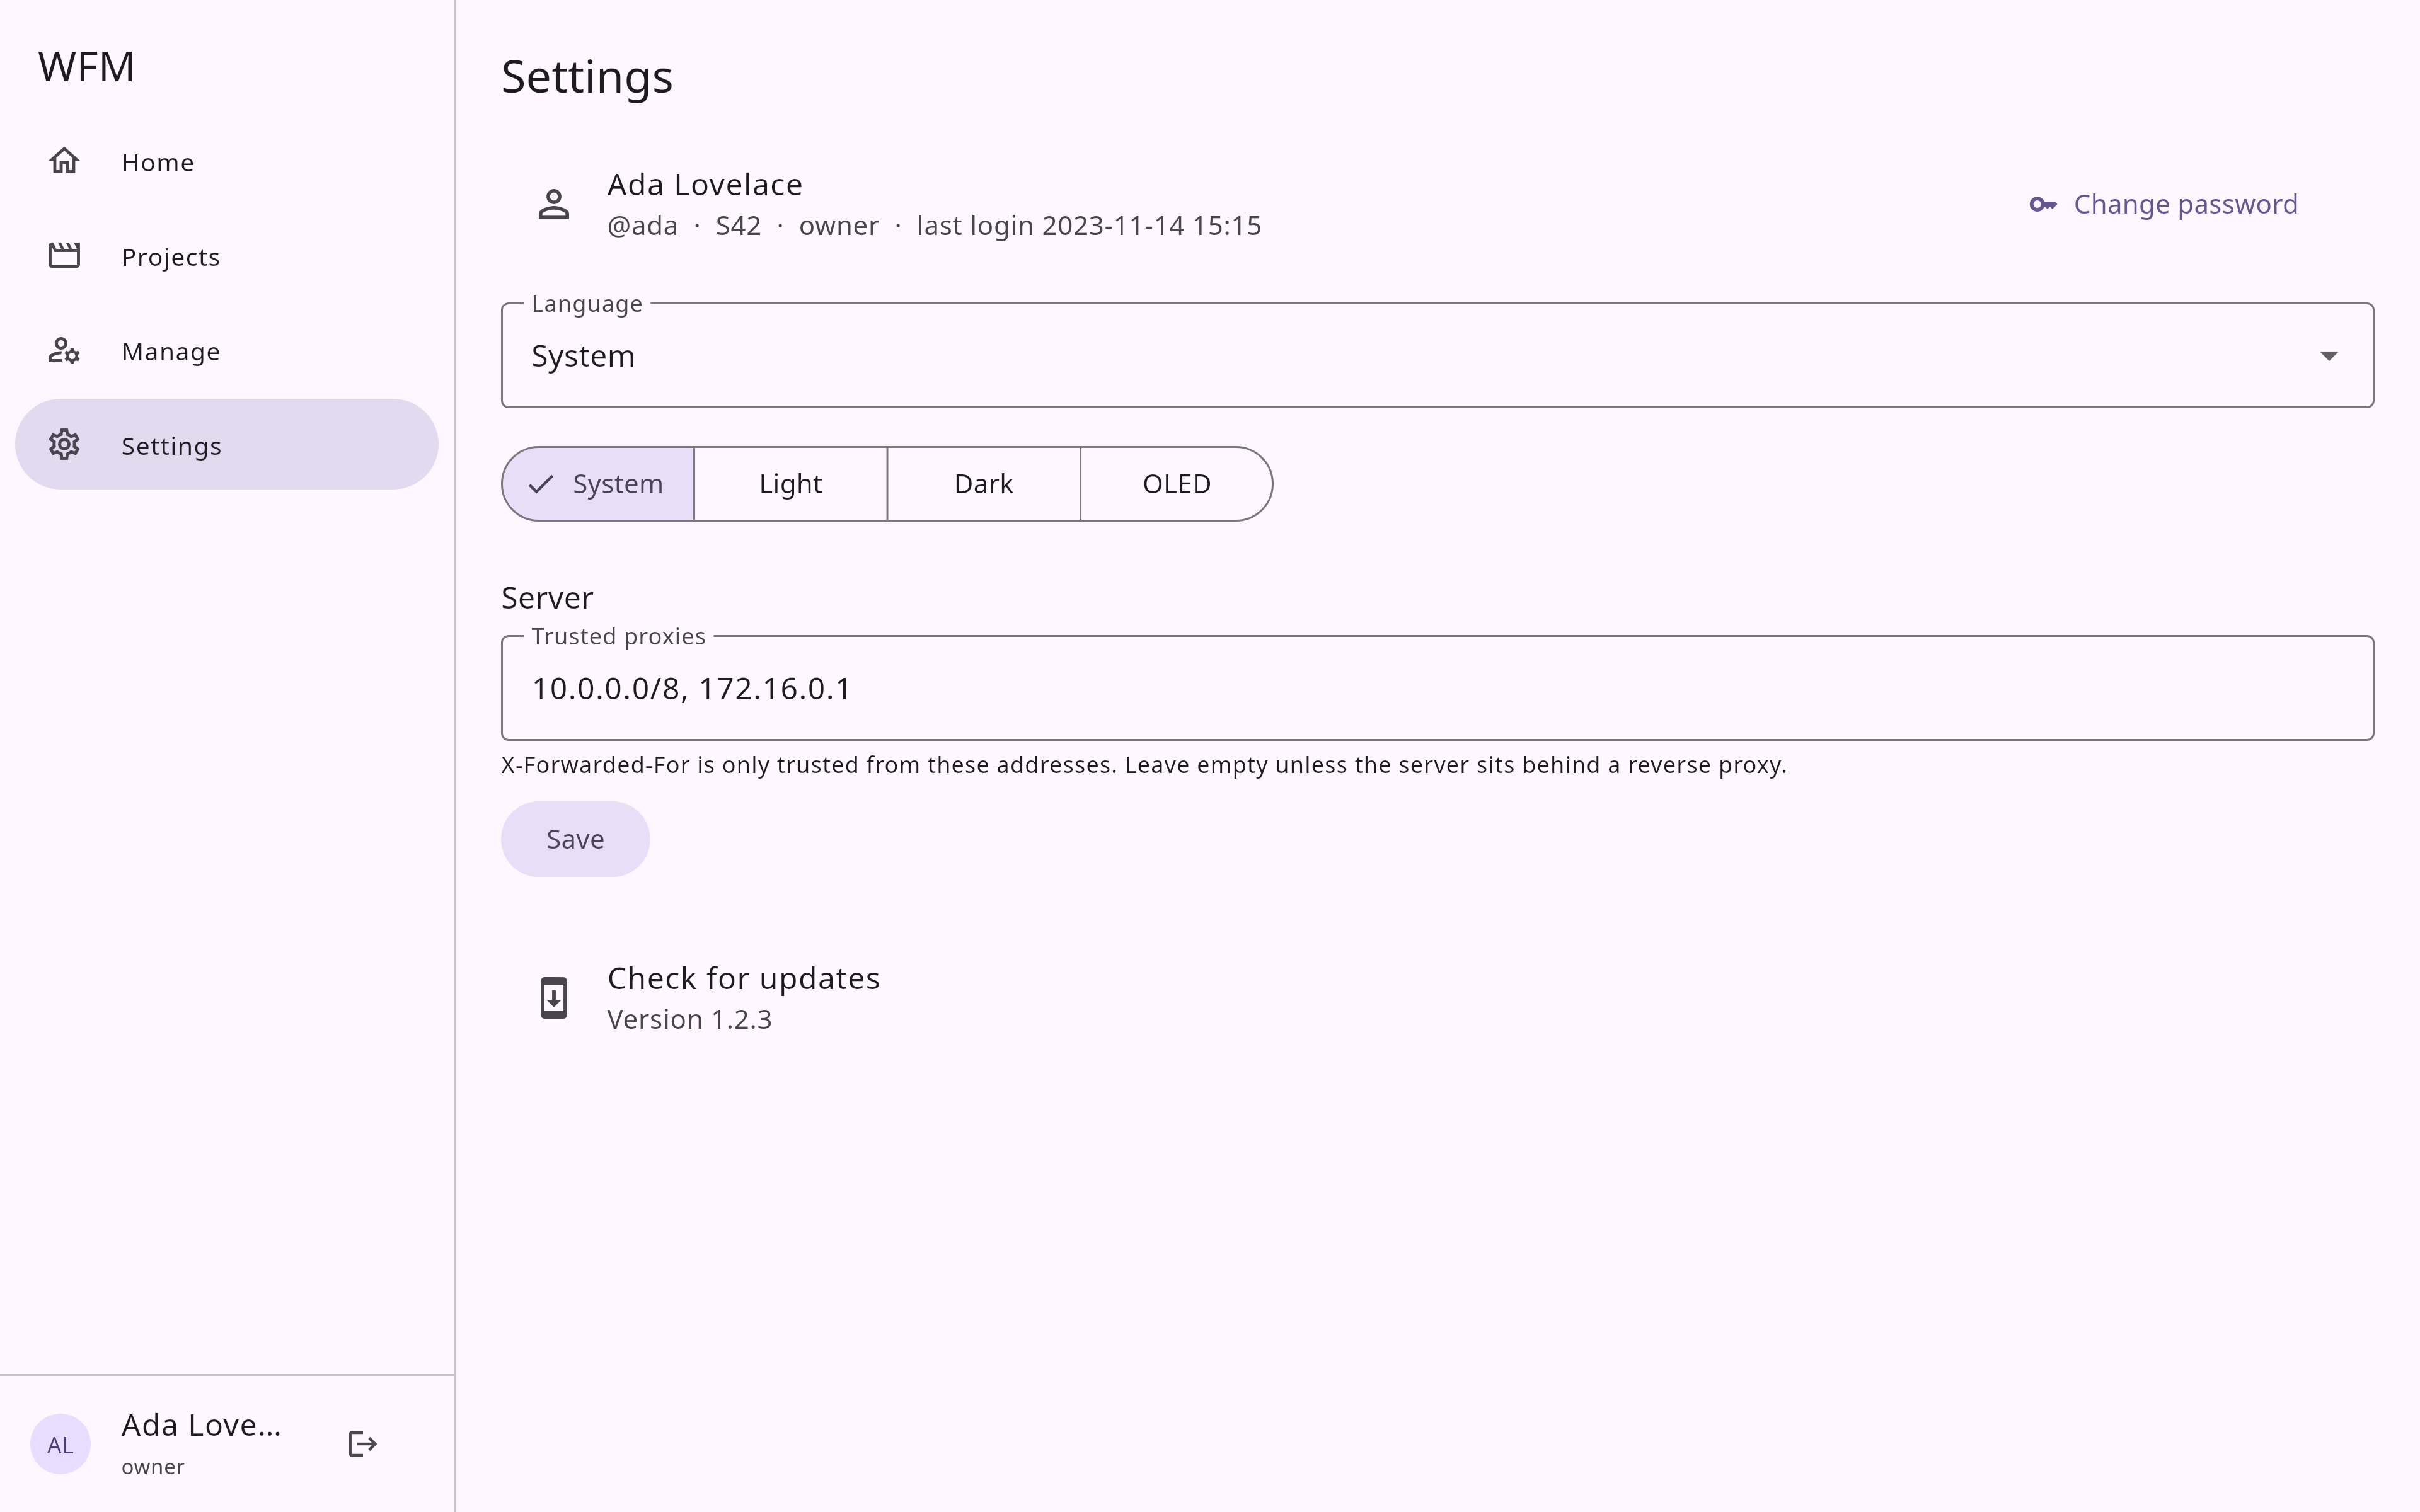 WFM
Home
Projects
Manage
Settings
Ada Love…
owner
AL
Settings
Ada Lovelace
@ada · S42 · owner · last login 2023-11-14 15:15
Change password
Language
System
System
Light
Dark
OLED
Server
Trusted proxies
10.0.0.0/8, 172.16.0.1
X-Forwarded-For is only trusted from these addresses. Leave empty unless the server sits behind a reverse proxy.
Save
Check for updates
Version 1.2.3